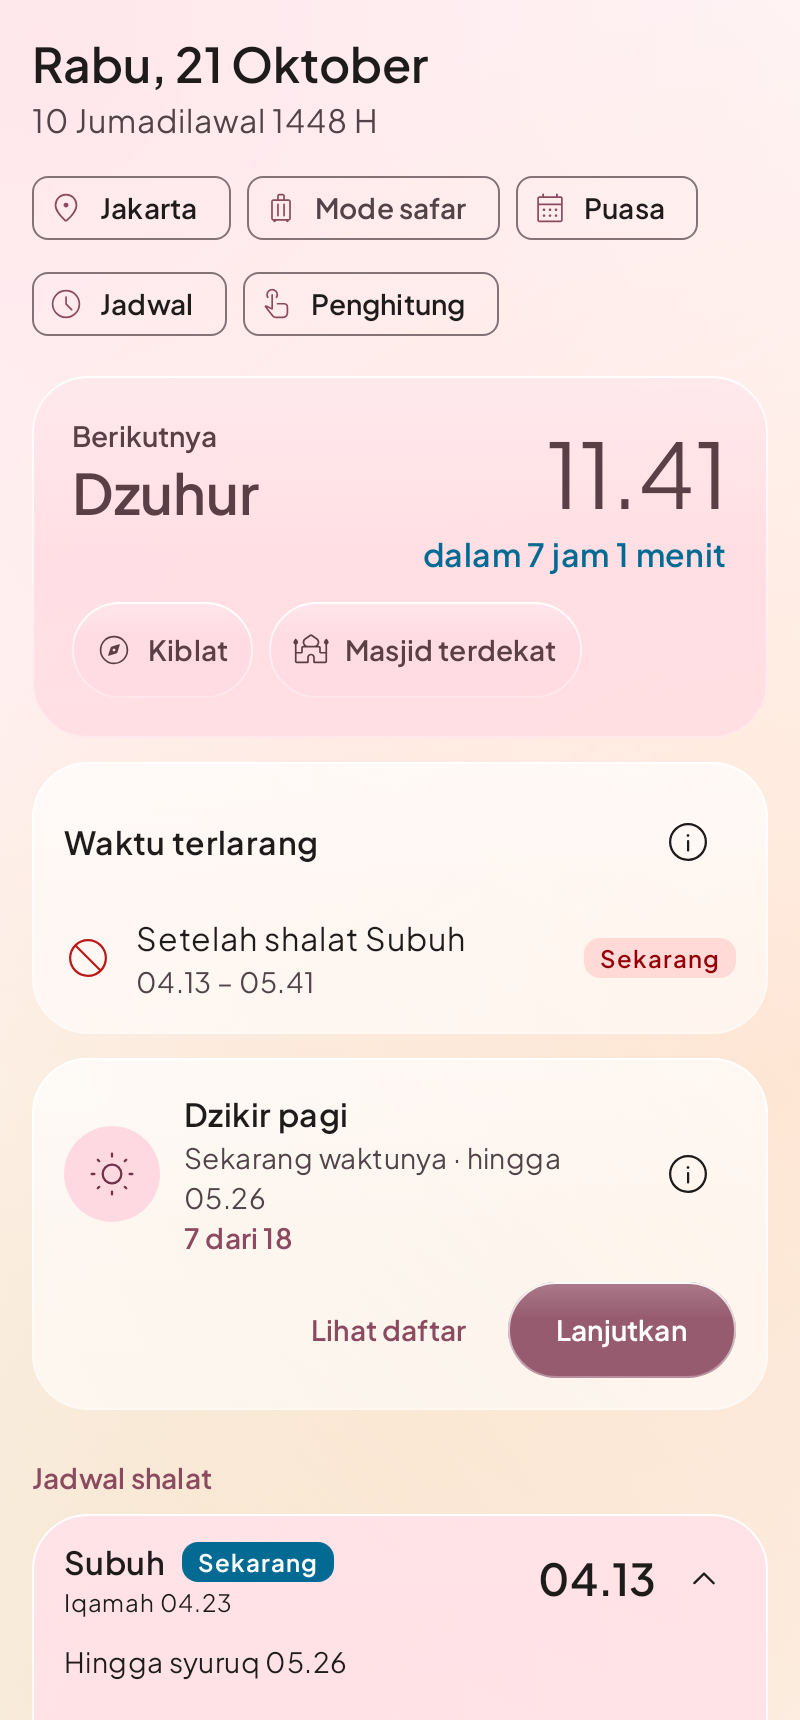 Rabu, 21 Oktober
10 Jumadilawal 1448 H
Jakarta
Mode safar
Puasa
Jadwal
Penghitung
Berikutnya
Dzuhur
11.41
dalam 7 jam 1 menit
Kiblat
Masjid terdekat
Waktu terlarang
Setelah shalat Subuh
04.13 – 05.41
Sekarang
Dzikir pagi
Sekarang waktunya · hingga
05.26
7 dari 18
Lihat daftar
Lanjutkan
Jadwal shalat
Subuh
Sekarang
04.13
Iqamah 04.23
Hingga syuruq 05.26